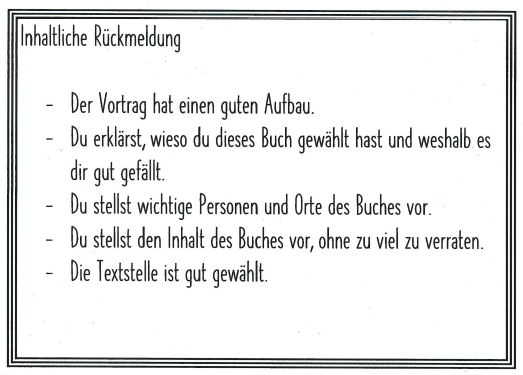 Inhaltliche Rückmeldung
- Der Vortrag hat einen guten Aufbau.
- Du erklärst, wieso du dieses Buch gewählt hast und weshalb es
dir gut gefällt.
- Du stellst wichtige Personen und Orte des Buches vor.
- Du stellst den Inhalt des Buches vor, ohne zu viel zu verraten.
- Die Textstelle ist gut gewählt.